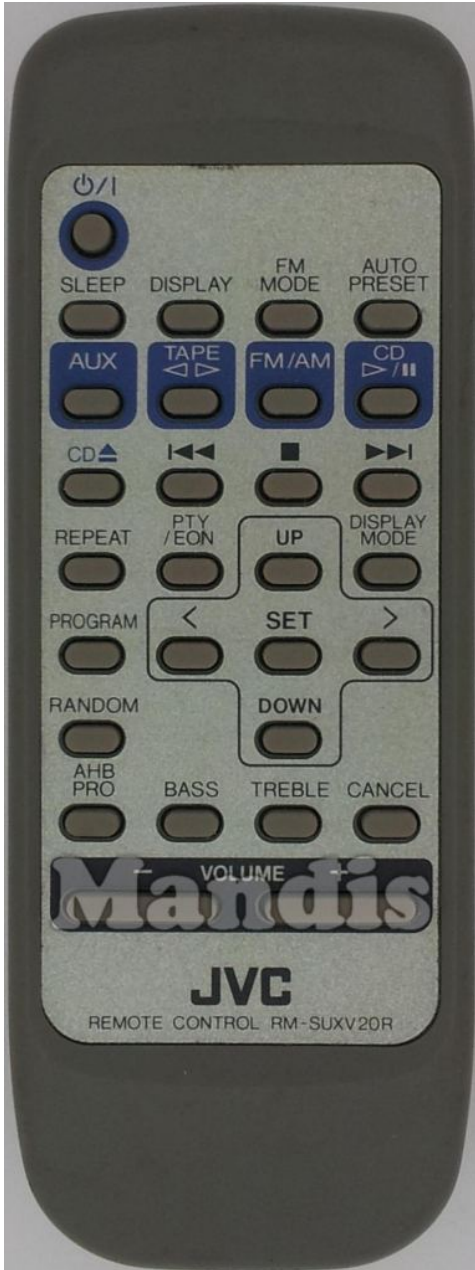 ⏻/I
SLEEP DISPLAY FM MODE AUTO PRESET
AUX TAPE ◁ ▷ FM/AM CD ▷/⏸
CD⏏ I◀◀ ■ ▶▶I
REPEAT PTY /EON UP DISPLAY MODE
PROGRAM < SET >
RANDOM DOWN
AHB PRO BASS TREBLE CANCEL
– VOLUME +
Mandis
JVC
REMOTE CONTROL RM-SUXV20R